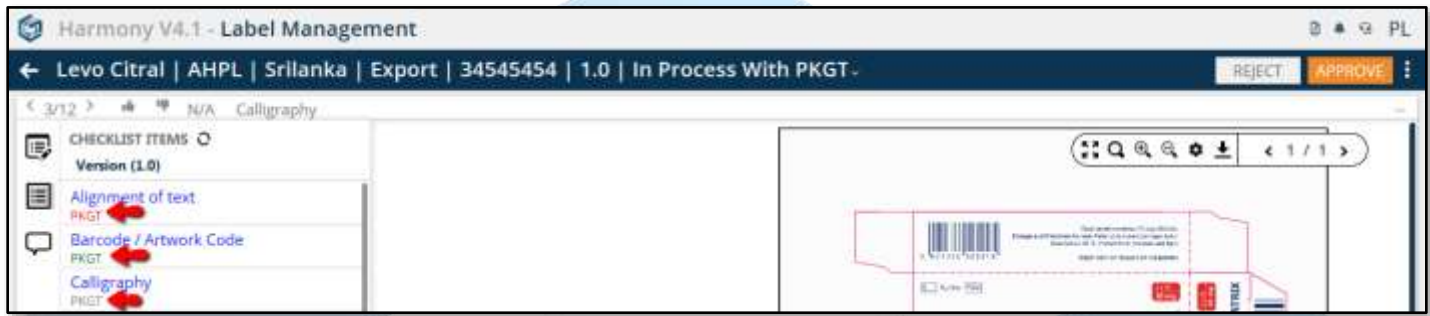 Harmony V4.1 - Label Management
PL
Levo Citral | AHPL | Srilanka | Export | 34545454 | 1.0 | In Process With PKGT
REJECT
APPROVE
3/12
N/A
Calligraphy
CHECKLIST ITEMS
Version (1.0)
1 / 1
Alignment of text
PKGT
Barcode / Artwork Code
PKGT
Calligraphy
PKGT